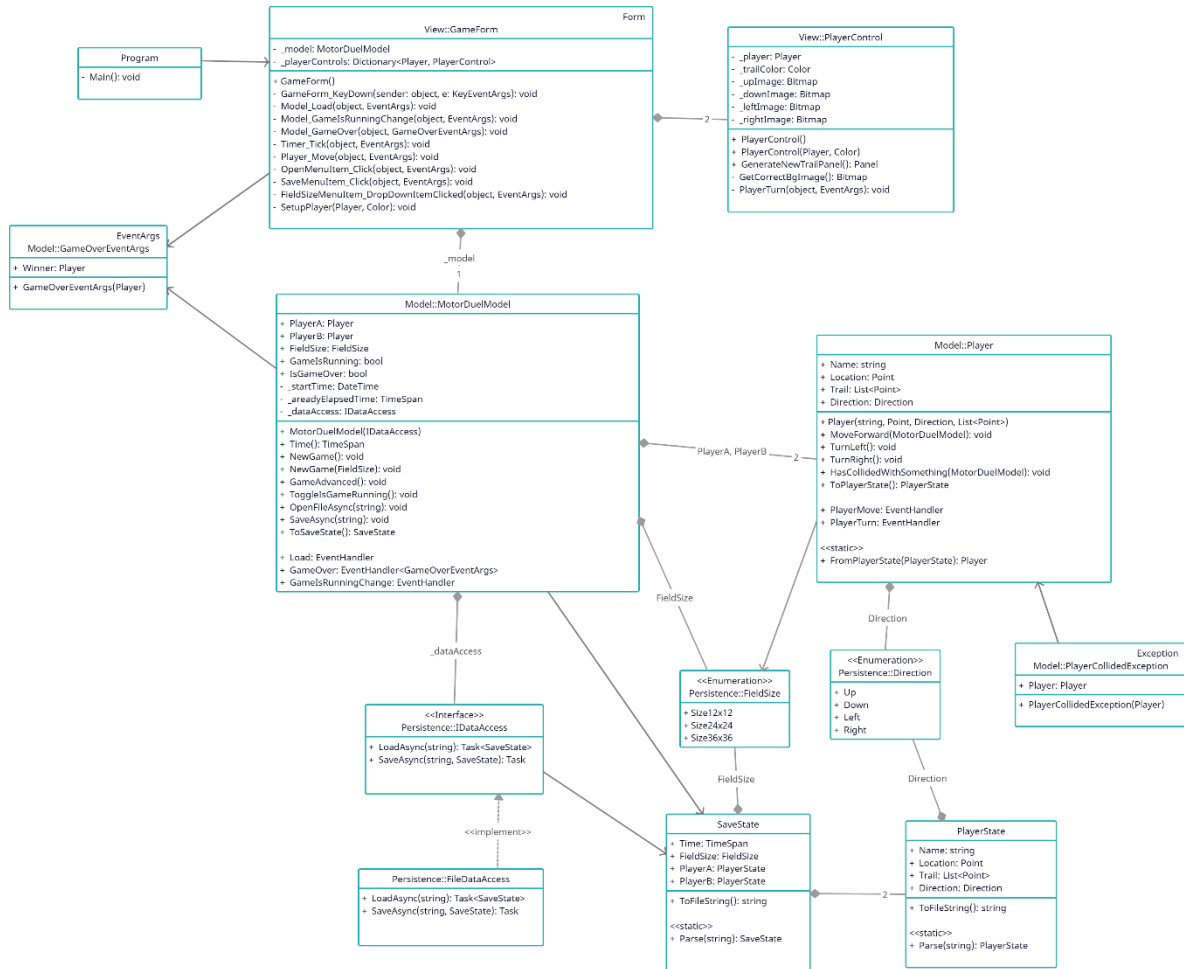 Program
- Main(): void
Form
View::GameForm
- _model: MotorDuelModel
- _playerControls: Dictionary<Player, PlayerControl>
+ GameForm()
- GameForm_KeyDown(sender: object, e: KeyEventArgs): void
- Model_Load(object, EventArgs): void
- Model_GameIsRunningChange(object, EventArgs): void
- Model_GameOver(object, GameOverEventArgs): void
- Timer_Tick(object, EventArgs): void
- Player_Move(object, EventArgs): void
- OpenMenuItem_Click(object, EventArgs): void
- SaveMenuItem_Click(object, EventArgs): void
- FieldSizeMenuItem_DropDownItemClicked(object, EventArgs): void
- SetupPlayer(Player, Color): void
2
View::PlayerControl
- _player: Player
- _trailColor: Color
- _upImage: Bitmap
- _downImage: Bitmap
- _leftImage: Bitmap
- _rightImage: Bitmap
+ PlayerControl()
+ PlayerControl(Player, Color)
+ GenerateNewTrailPanel(): Panel
- GetCorrectBgImage(): Bitmap
- PlayerTurn(object, EventArgs): void
EventArgs
Model::GameOverEventArgs
+ Winner: Player
+ GameOverEventArgs(Player)
_model
1
Model::MotorDuelModel
+ PlayerA: Player
+ PlayerB: Player
+ FieldSize: FieldSize
+ GameIsRunning: bool
+ IsGameOver: bool
- _startTime: DateTime
- _areadyElapsedTime: TimeSpan
- _dataAccess: IDataAccess
+ MotorDuelModel(IDataAccess)
+ Time(): TimeSpan
+ NewGame(): void
+ NewGame(FieldSize): void
+ GameAdvanced(): void
+ ToggleIsGameRunning(): void
+ OpenFileAsync(string): void
+ SaveAsync(string): void
+ ToSaveState(): SaveState
+ Load: EventHandler
+ GameOver: EventHandler<GameOverEventArgs>
+ GameIsRunningChange: EventHandler
PlayerA, PlayerB
2
Model::Player
+ Name: string
+ Location: Point
+ Trail: List<Point>
+ Direction: Direction
+ Player(string, Point, Direction, List<Point>)
+ MoveForward(MotorDuelModel): void
+ TurnLeft(): void
+ TurnRight(): void
+ HasCollidedWithSomething(MotorDuelModel): void
+ ToPlayerState(): PlayerState
+ PlayerMove: EventHandler
+ PlayerTurn: EventHandler
<<static>>
+ FromPlayerState(PlayerState): Player
FieldSize
Direction
_dataAccess
<<Enumeration>>
Persistence::FieldSize
+ Size12x12
+ Size24x24
+ Size36x36
<<Enumeration>>
Persistence::Direction
+ Up
+ Down
+ Left
+ Right
Exception
Model::PlayerCollidedException
+ Player: Player
+ PlayerCollidedException(Player)
<<Interface>>
Persistence::IDataAccess
+ LoadAsync(string): Task<SaveState>
+ SaveAsync(string, SaveState): Task
FieldSize
Direction
<<implement>>
Persistence::FileDataAccess
+ LoadAsync(string): Task<SaveState>
+ SaveAsync(string, SaveState): Task
SaveState
+ Time: TimeSpan
+ FieldSize: FieldSize
+ PlayerA: PlayerState
+ PlayerB: PlayerState
+ ToFileString(): string
<<static>>
+ Parse(string): SaveState
2
PlayerState
+ Name: string
+ Location: Point
+ Trail: List<Point>
+ Direction: Direction
+ ToFileString(): string
<<static>>
+ Parse(string): PlayerState